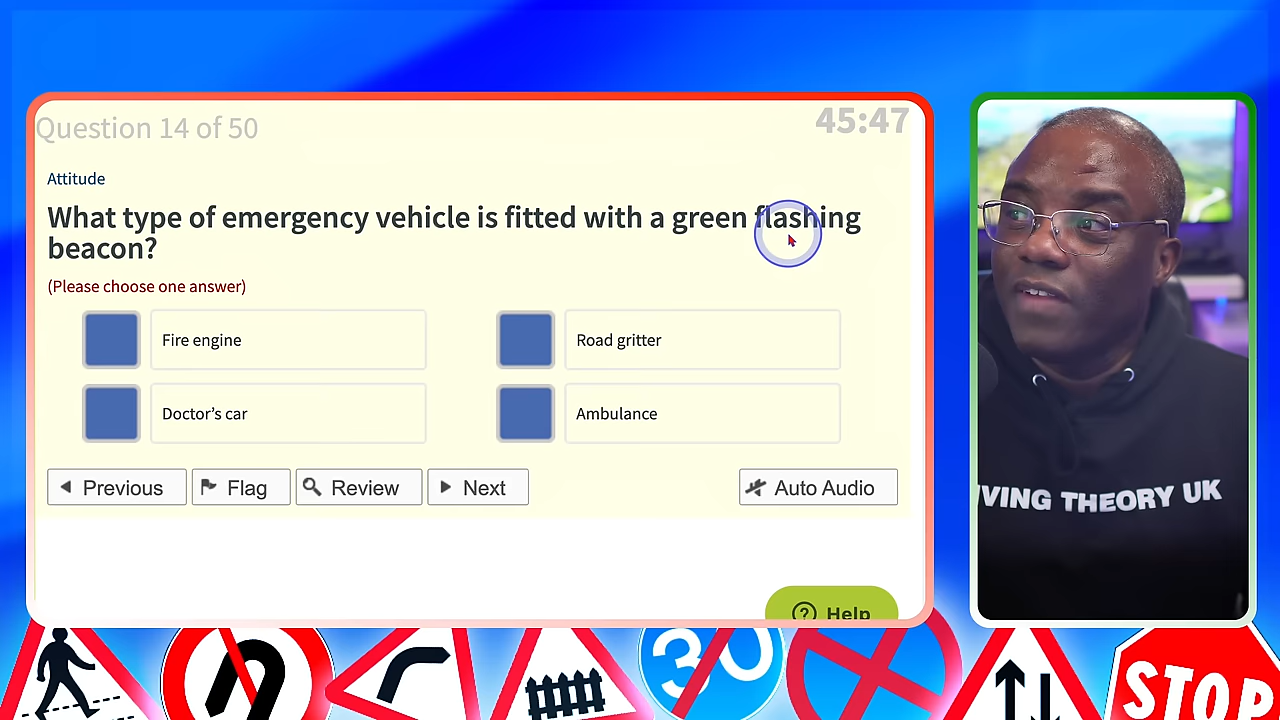 Question 14 of 50
45:47
Attitude
What type of emergency vehicle is fitted with a green flashing
beacon?
(Please choose one answer)
Fire engine
Road gritter
Doctor's car
Ambulance
Previous
Flag
Review
Next
Auto Audio
Help
IVING THEORY UK
30
STOP